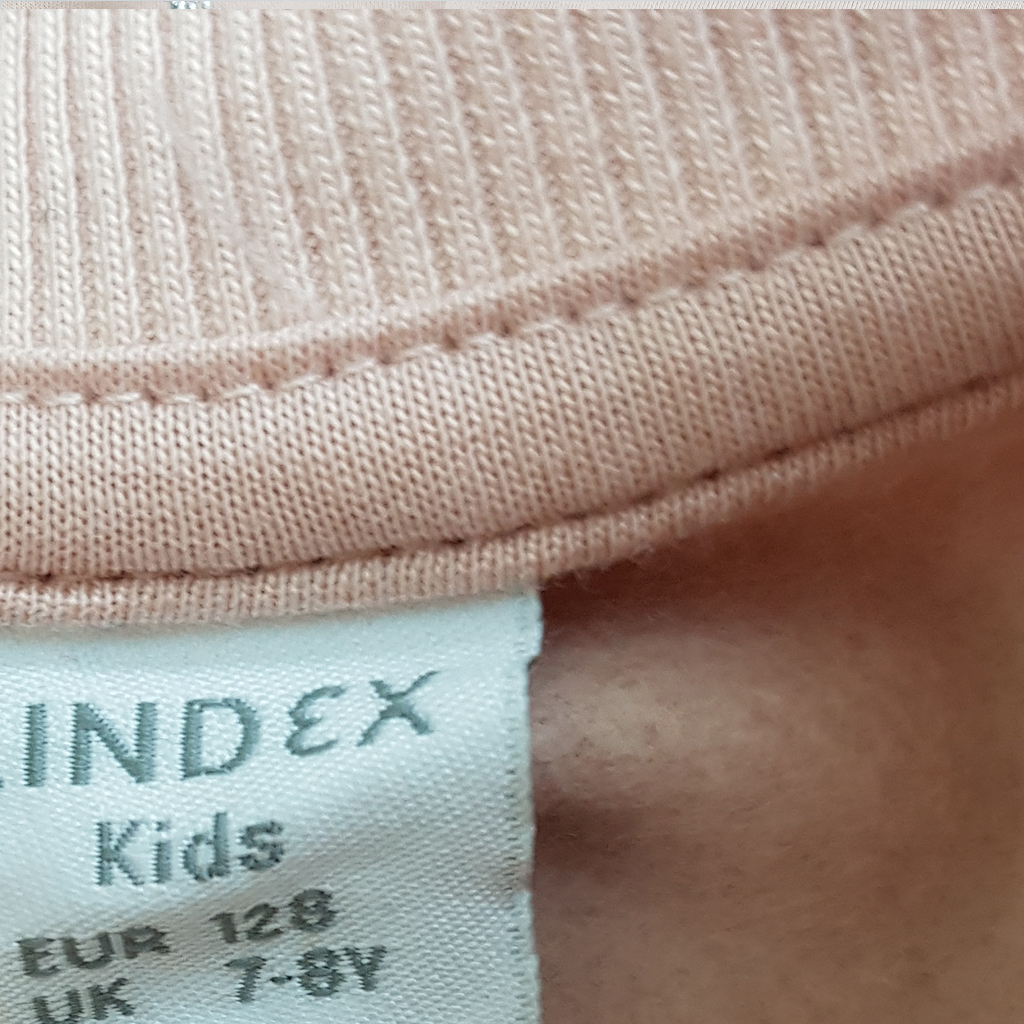 LINDEX
Kids
EUR 128
UK 7-8Y